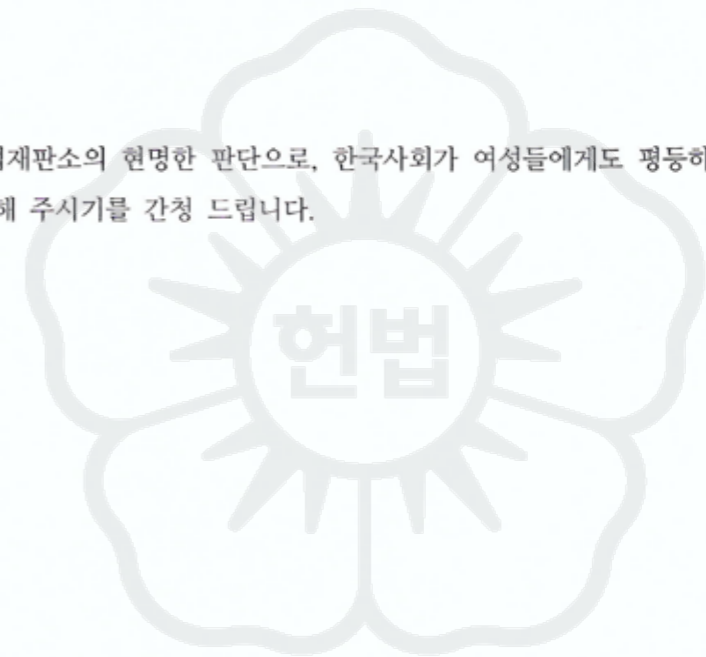 재판소의 현명한 판단으로, 한국사회가 여성들에게도 평등하
해 주시기를 간청 드립니다.
헌법